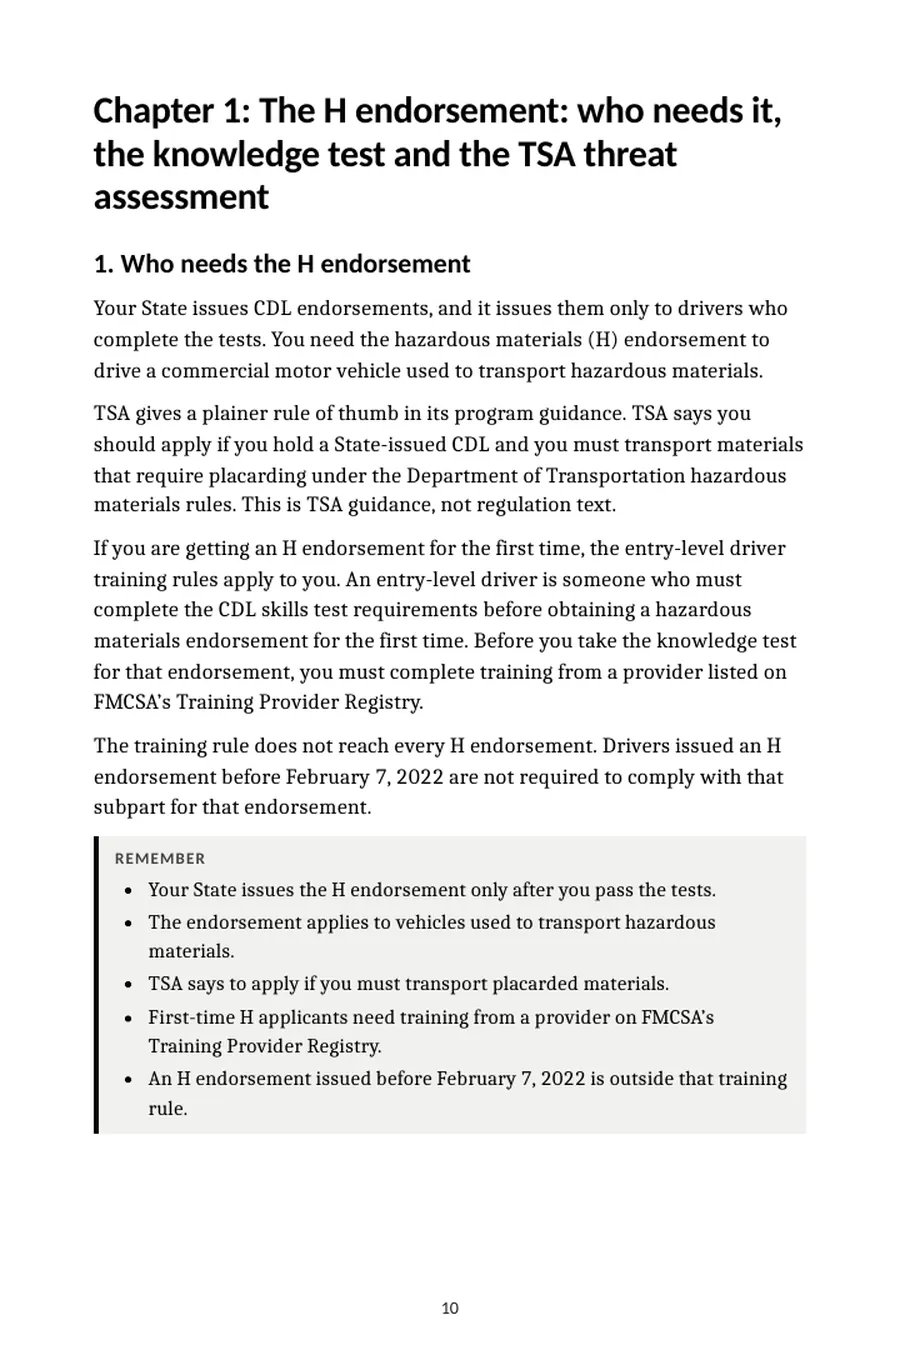 Chapter 1: The H endorsement: who needs it,
the knowledge test and the TSA threat
assessment
1. Who needs the H endorsement
Your State issues CDL endorsements, and it issues them only to drivers who
complete the tests. You need the hazardous materials (H) endorsement to
drive a commercial motor vehicle used to transport hazardous materials.
TSA gives a plainer rule of thumb in its program guidance. TSA says you
should apply if you hold a State-issued CDL and you must transport materials
that require placarding under the Department of Transportation hazardous
materials rules. This is TSA guidance, not regulation text.
If you are getting an H endorsement for the first time, the entry-level driver
training rules apply to you. An entry-level driver is someone who must
complete the CDL skills test requirements before obtaining a hazardous
materials endorsement for the first time. Before you take the knowledge test
for that endorsement, you must complete training from a provider listed on
FMCSA’s Training Provider Registry.
The training rule does not reach every H endorsement. Drivers issued an H
endorsement before February 7, 2022 are not required to comply with that
subpart for that endorsement.
REMEMBER
• Your State issues the H endorsement only after you pass the tests.
• The endorsement applies to vehicles used to transport hazardous
materials.
• TSA says to apply if you must transport placarded materials.
• First-time H applicants need training from a provider on FMCSA’s
Training Provider Registry.
• An H endorsement issued before February 7, 2022 is outside that training
rule.
10